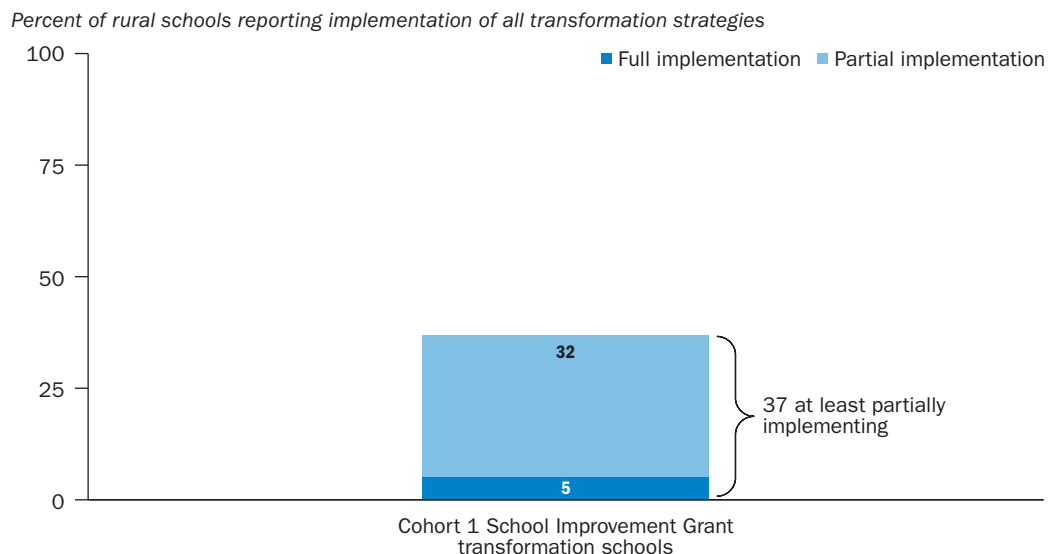 Percent of rural schools reporting implementation of all transformation strategies
100
Full implementation
Partial implementation
75
50
32
25
37 at least partially
implementing
5
0
Cohort 1 School Improvement Grant
transformation schools